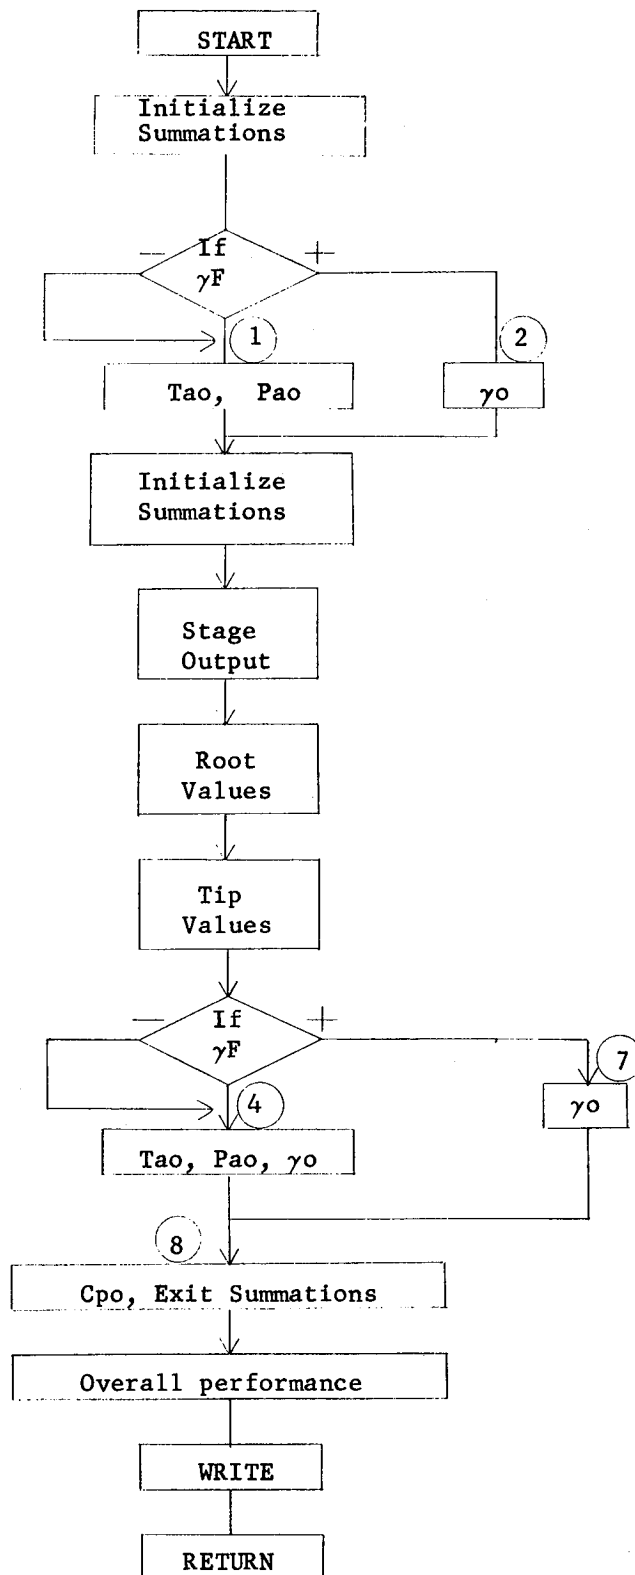 START
Initialize
Summations
— If +
γF
1
2
Tao, Pao
γo
Initialize
Summations
Stage
Output
Root
Values
Tip
Values
— If +
γF
7
4
γo
Tao, Pao, γo
8
Cpo, Exit Summations
Overall performance
WRITE
RETURN